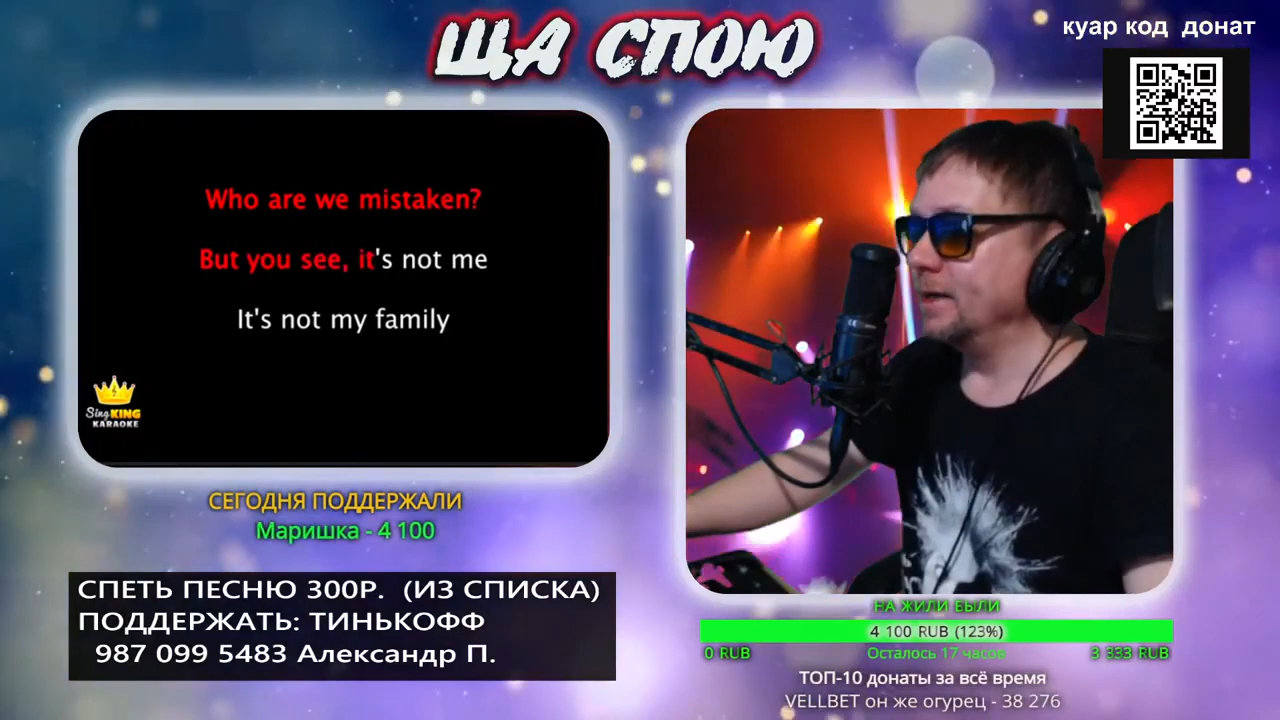 ЩА СПОЮ
куар код донат
Who are we mistaken?
But you see, it's not me
It's not my family
Sing KING
KARAOKE
СЕГОДНЯ ПОДДЕРЖАЛИ
Маришка - 4 100
СПЕТЬ ПЕСНЮ 300Р. (ИЗ СПИСКА)
ПОДДЕРЖАТЬ: ТИНЬКОФФ
987 099 5483 Александр П.
НА ЖИЛИ БЫЛИ
4 100 RUB (123%)
0 RUB
Осталось 17 часов
3 333 RUB
ТОП-10 донаты за всё время
VELLBET он же огурец - 38 276